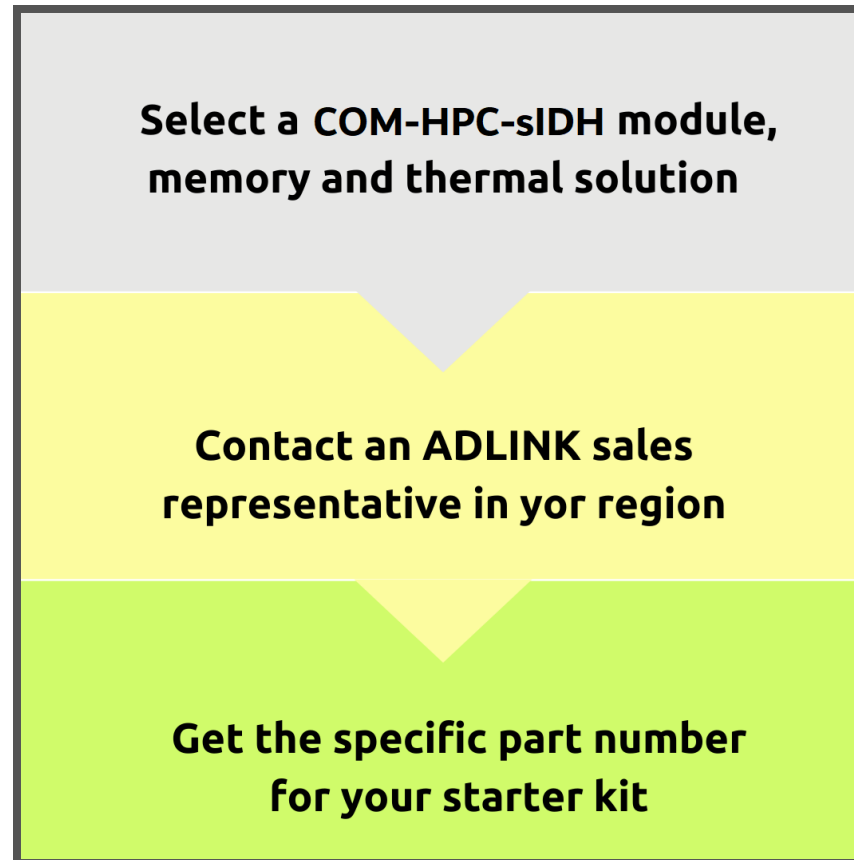 Select a COM-HPC-sIDH module,
memory and thermal solution
Contact an ADLINK sales
representative in yor region
Get the specific part number
for your starter kit